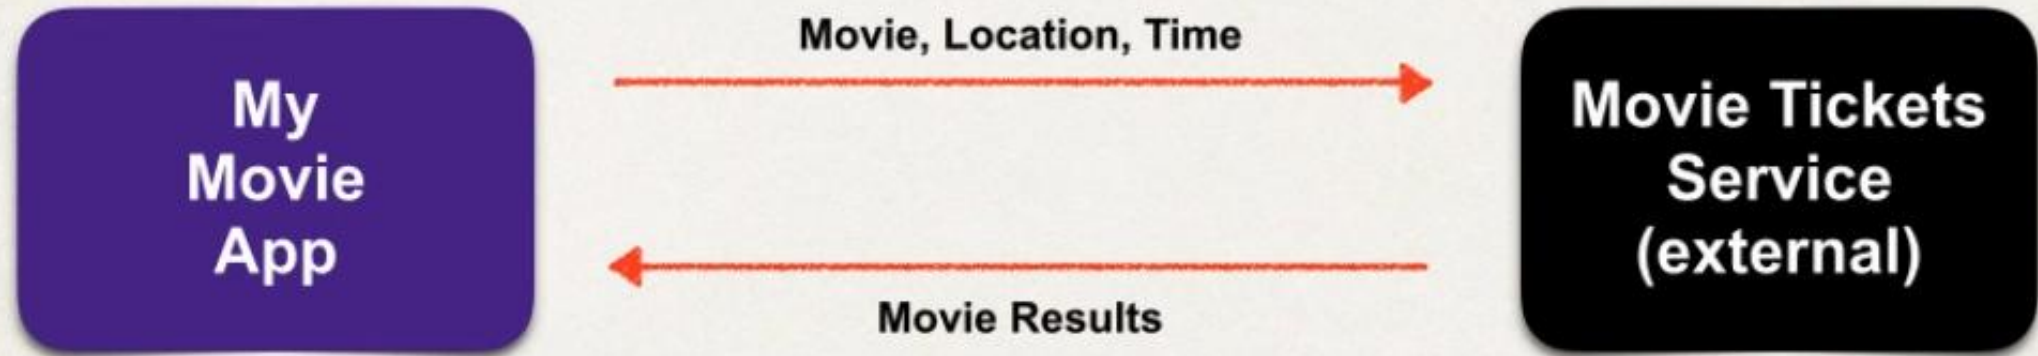 My
Movie
App
Movie, Location, Time
Movie Results
Movie Tickets
Service
(external)